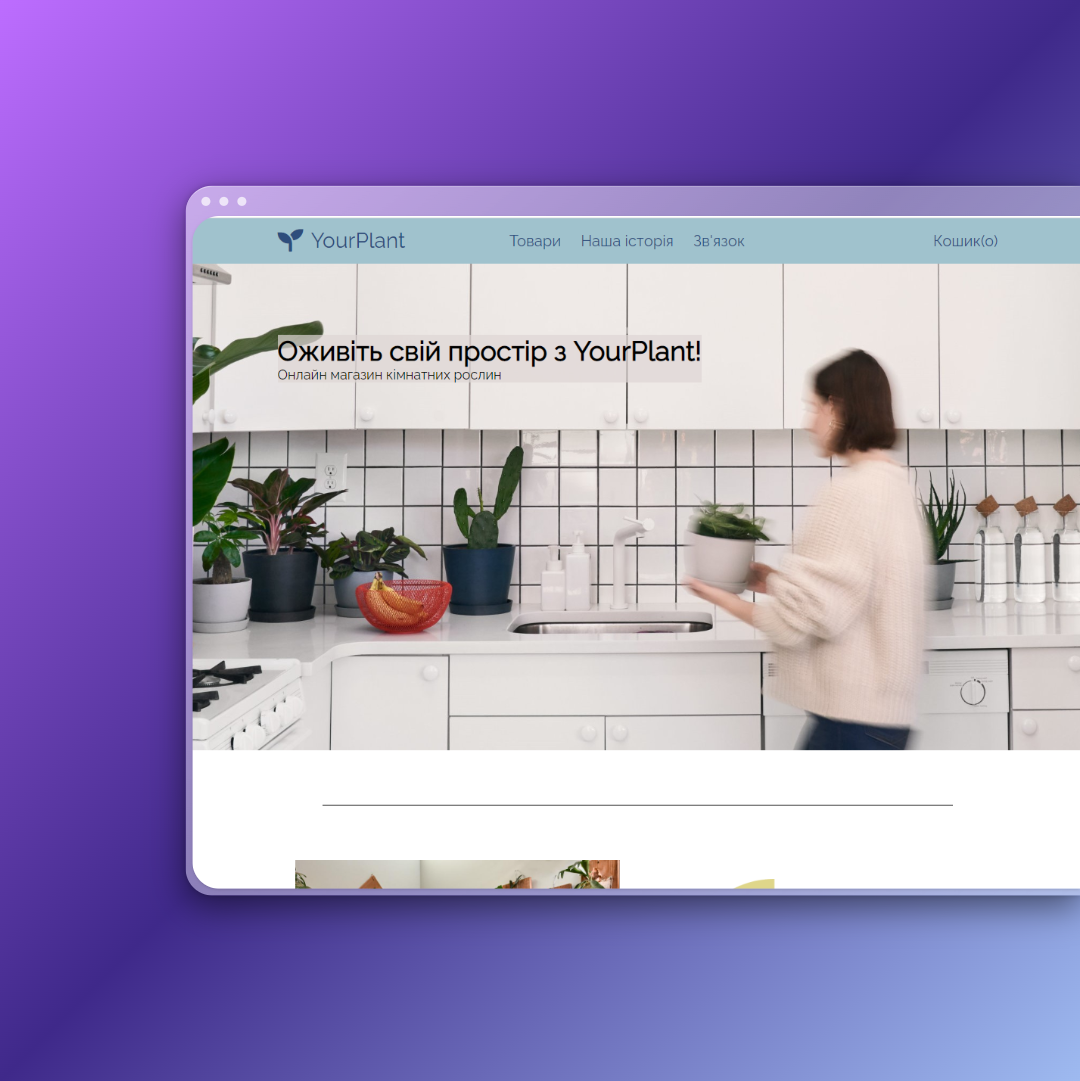 YourPlant
Товари
Наша історія
Зв'язок
Кошик(0)
Оживіть свій простір з YourPlant!
Онлайн магазин кімнатних рослин